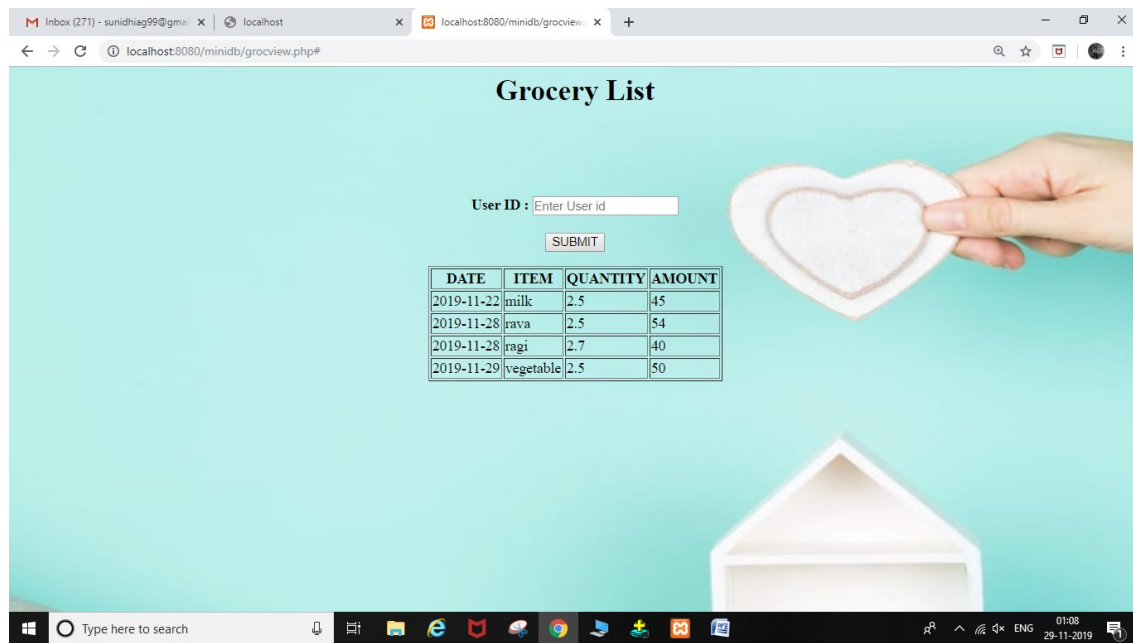 Inbox (271) - sunidhiag99@gmai
localhost
localhost:8080/minidb/grocview.
localhost:8080/minidb/grocview.php#
Grocery List
User ID : Enter User id
SUBMIT
DATE ITEM QUANTITY AMOUNT
2019-11-22 milk 2.5 45
2019-11-28 rava 2.5 54
2019-11-28 ragi 2.7 40
2019-11-29 vegetable 2.5 50
Type here to search
ENG
01:08
29-11-2019